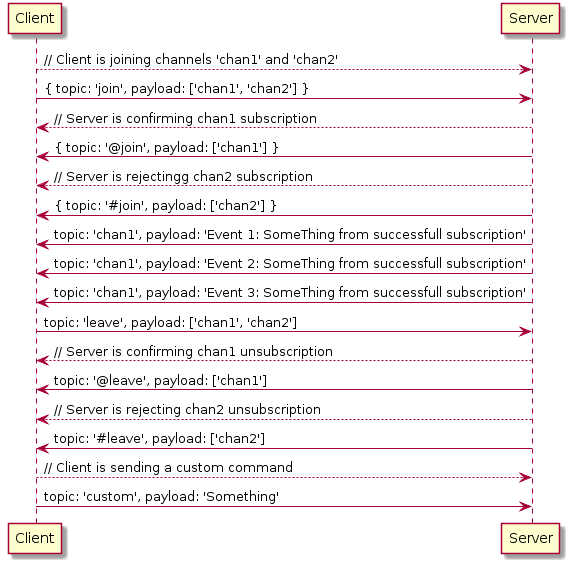 Client Server
// Client is joining channels 'chan1' and 'chan2'
{ topic: 'join', payload: ['chan1', 'chan2'] }
// Server is confirming chan1 subscription
{ topic: '@join', payload: ['chan1'] }
// Server is rejectingg chan2 subscription
{ topic: '#join', payload: ['chan2'] }
topic: 'chan1', payload: 'Event 1: SomeThing from successfull subscription'
topic: 'chan1', payload: 'Event 2: SomeThing from successfull subscription'
topic: 'chan1', payload: 'Event 3: SomeThing from successfull subscription'
topic: 'leave', payload: ['chan1', 'chan2']
// Server is confirming chan1 unsubscription
topic: '@leave', payload: ['chan1']
// Server is rejecting chan2 unsubscription
topic: '#leave', payload: ['chan2']
// Client is sending a custom command
topic: 'custom', payload: 'Something'
Client Server